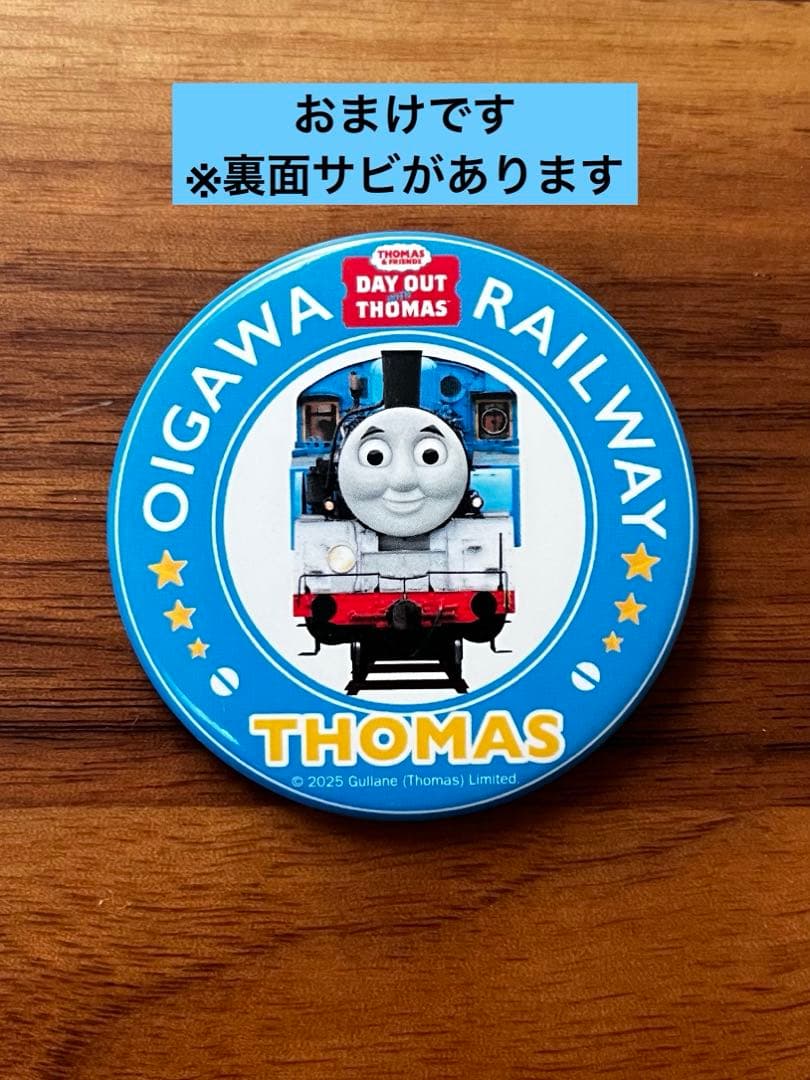 おまけです
※裏面サビがあります
THOMAS
& FRIENDS
DAY OUT
WITH
THOMAS™
OIGAWA RAILWAY
THOMAS
© 2025 Gullane (Thomas) Limited.